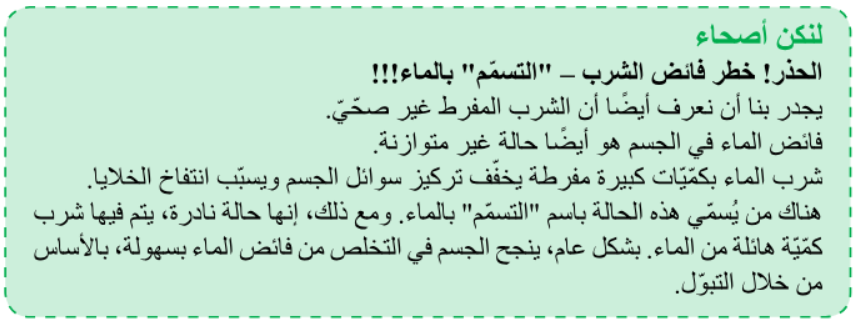 لنكن أصحاء
الحذر! خطر فائض الشرب – "التسمّم" بالماء!!!
يجدر بنا أن نعرف أيضًا أن الشرب المفرط غير صحّيّ.
فائض الماء في الجسم هو أيضًا حالة غير متوازنة.
شرب الماء بكمّيّات كبيرة مفرطة يخفّف تركيز سوائل الجسم ويسبّب انتفاخ الخلايا.
هناك من يُسمّي هذه الحالة باسم "التسمّم" بالماء. ومع ذلك، إنها حالة نادرة، يتم فيها شرب
كمّيّة هائلة من الماء. بشكل عام، ينجح الجسم في التخلص من فائض الماء بسهولة، بالأساس
من خلال التبوّل.